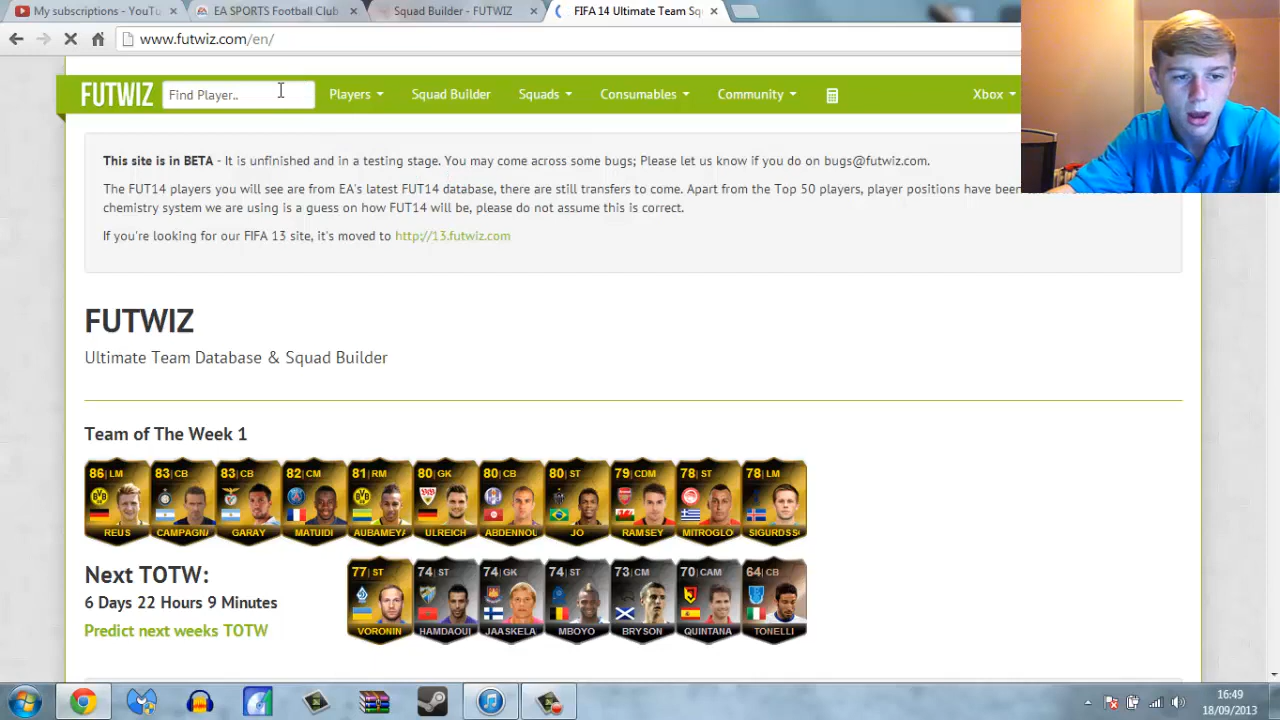 My subscriptions - YouTu
EA SPORTS Football Club
Squad Builder - FUTWIZ
FIFA 14 Ultimate Team Sq
www.futwiz.com/en/
FUTWIZ
Find Player..
Players
Squad Builder
Squads
Consumables
Community
Xbox
This site is in BETA - It is unfinished and in a testing stage. You may come across some bugs; Please let us know if you do on bugs@futwiz.com.
The FUT14 players you will see are from EA's latest FUT14 database, there are still transfers to come. Apart from the Top 50 players, player positions have been
chemistry system we are using is a guess on how FUT14 will be, please do not assume this is correct.
If you're looking for our FIFA 13 site, it's moved to http://13.futwiz.com
FUTWIZ
Ultimate Team Database & Squad Builder
Team of The Week 1
86 | LM 83 | CB 83 | CB 82 | CM 81 | RM 80 | GK 80 | CB 80 | ST 79 | CDM 78 | ST 78 | LM
REUS CAMPAGNA GARAY MATUIDI AUBAMEYA ULREICH ABDENNOU JO RAMSEY MITROGLO SIGURDSSO
Next TOTW:
6 Days 22 Hours 9 Minutes
Predict next weeks TOTW
77 | ST 74 | ST 74 | GK 74 | ST 73 | CM 70 | CAM 64 | CB
VORONIN HAMDAOUI JAASKELA MBOYO BRYSON QUINTANA TONELLI
16:49
18/09/2013